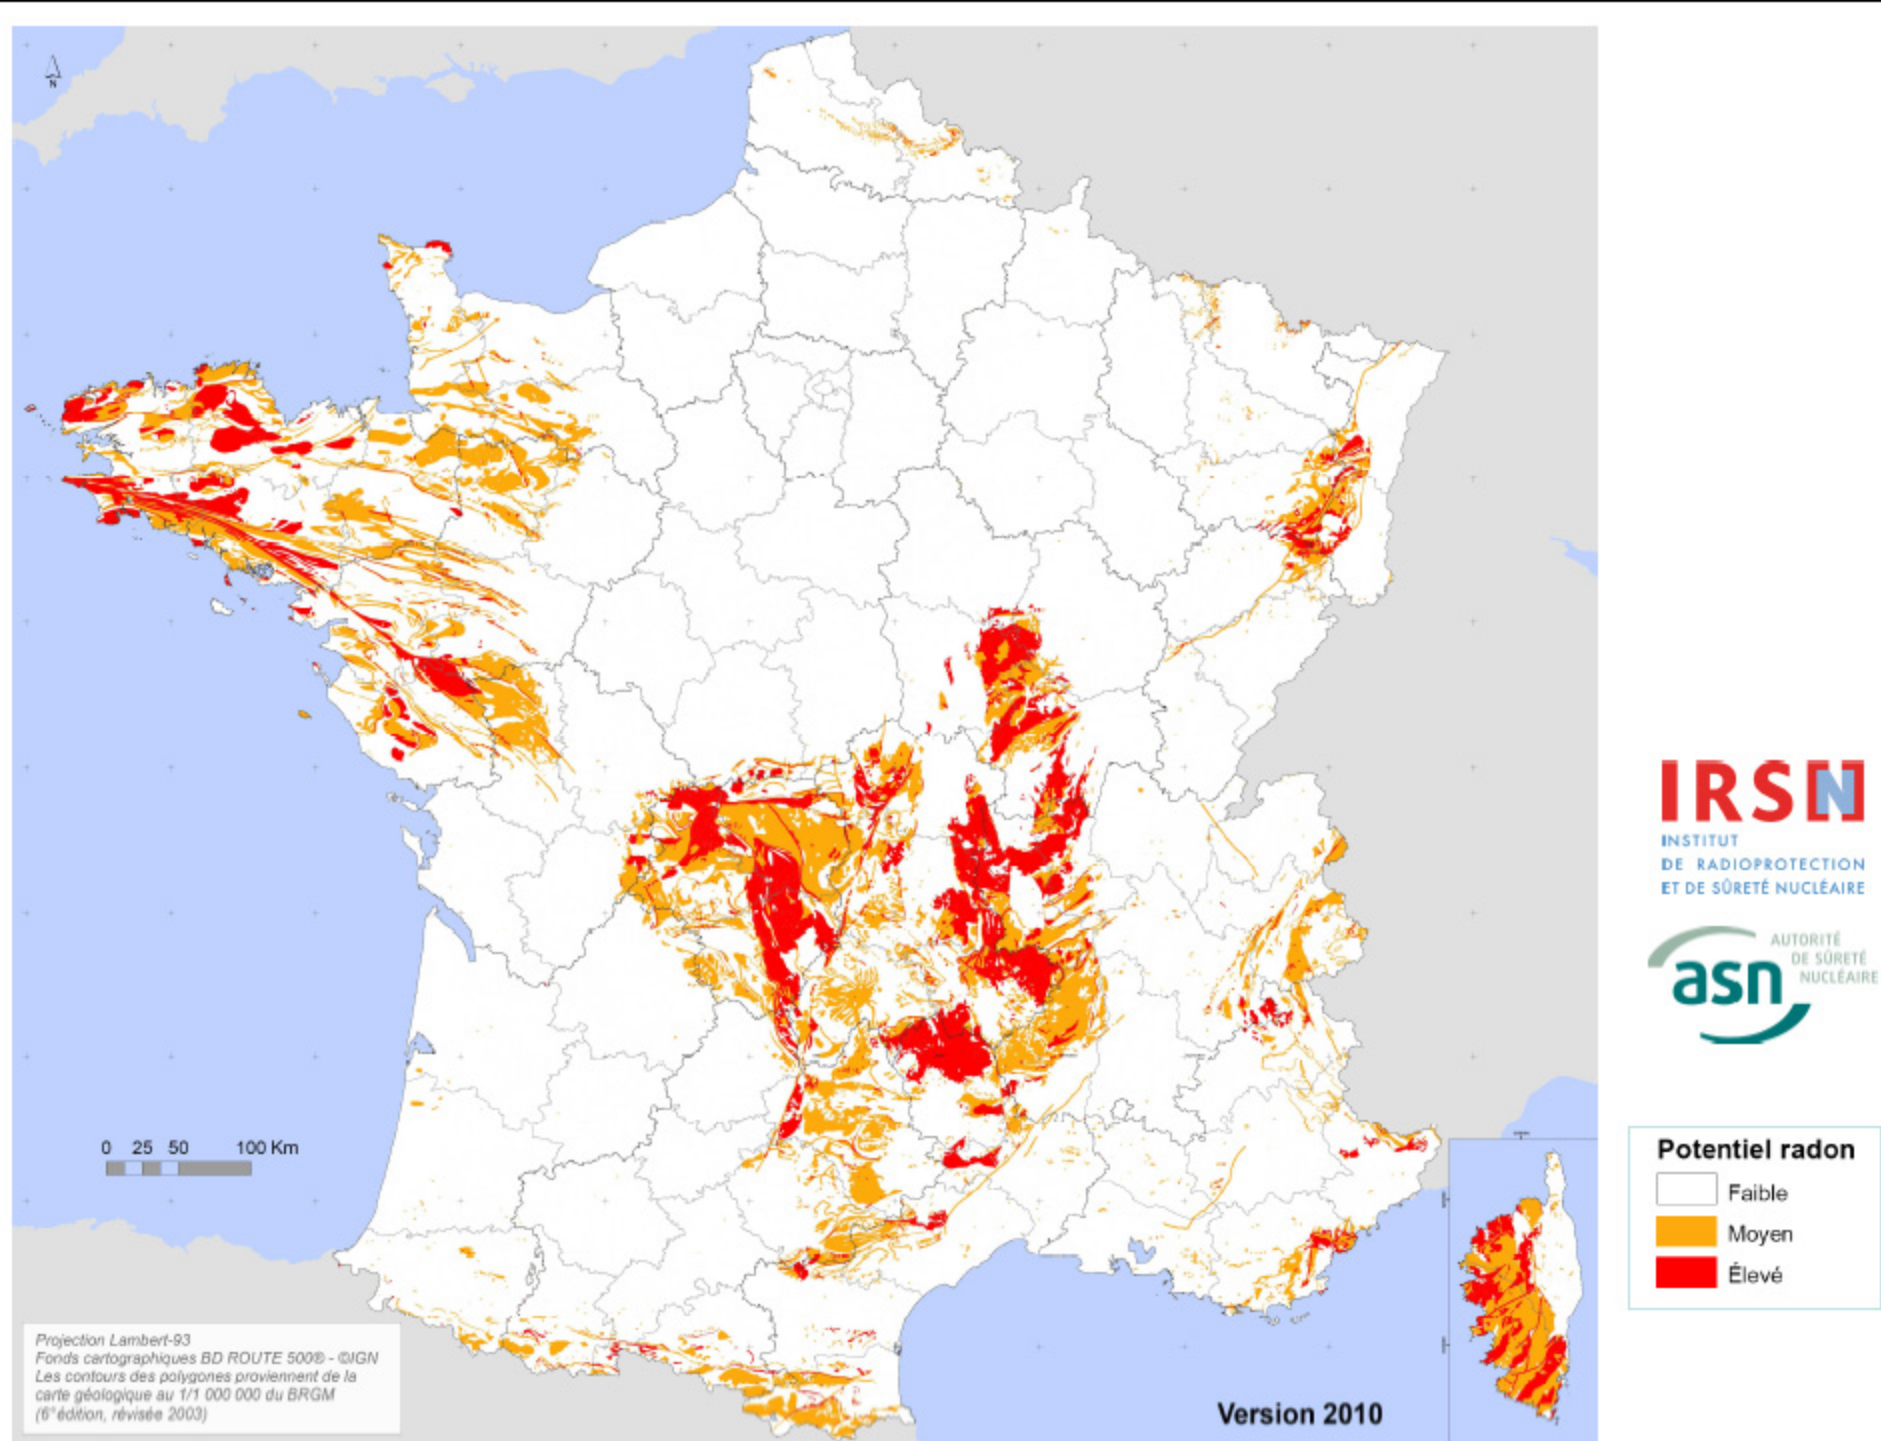 N
0 25 50 100 Km
Projection Lambert-93
Fonds cartographiques BD ROUTE 500® - ©IGN
Les contours des polygones proviennent de la
carte géologique au 1/1 000 000 du BRGM
(6° édition, révisée 2003)
Version 2010
IRSN
INSTITUT
DE RADIOPROTECTION
ET DE SÛRETÉ NUCLÉAIRE
AUTORITÉ
DE SÛRETÉ
NUCLÉAIRE
asn
Potentiel radon
Faible
Moyen
Élevé